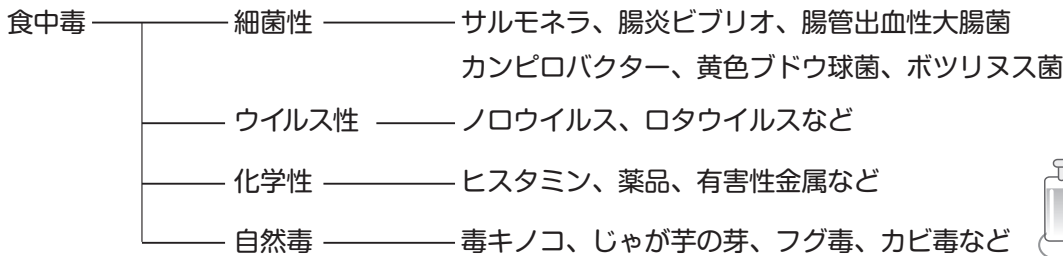 食中毒 細菌性 サルモネラ、腸炎ビブリオ、腸管出血性大腸菌
カンピロバクター、黄色ブドウ球菌、ボツリヌス菌
ウイルス性 ノロウイルス、ロタウイルスなど
化学性 ヒスタミン、薬品、有害性金属など
自然毒 毒キノコ、じゃが芋の芽、フグ毒、カビ毒など